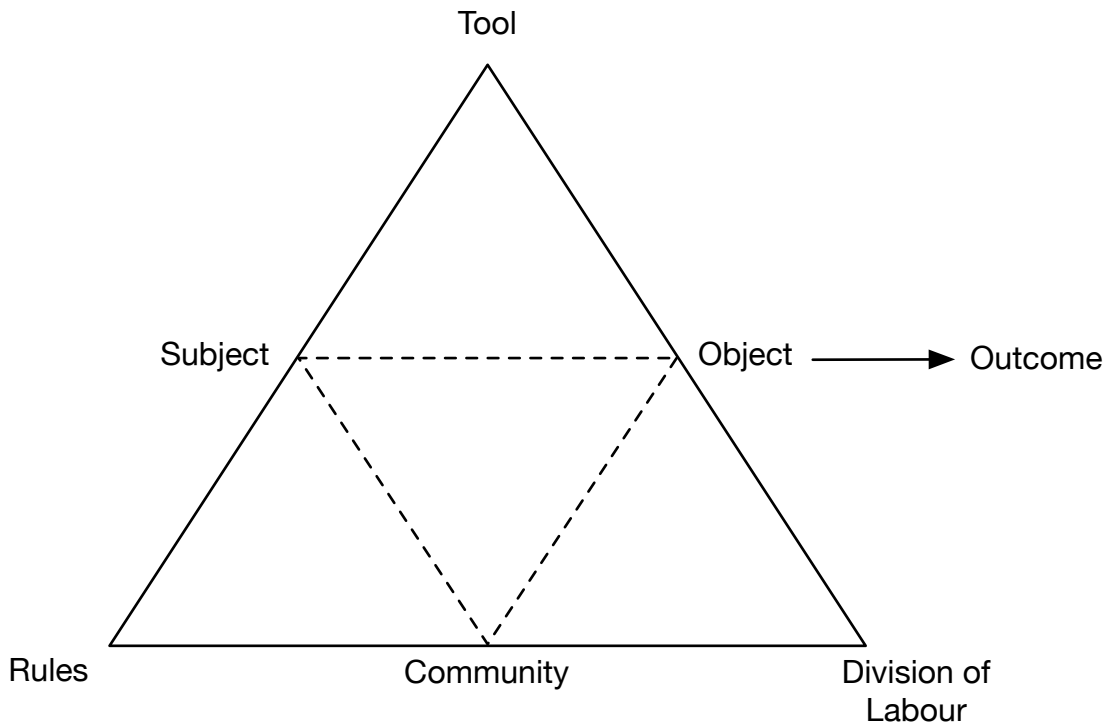 Tool
Subject
Object
Outcome
Rules
Community
Division of
Labour